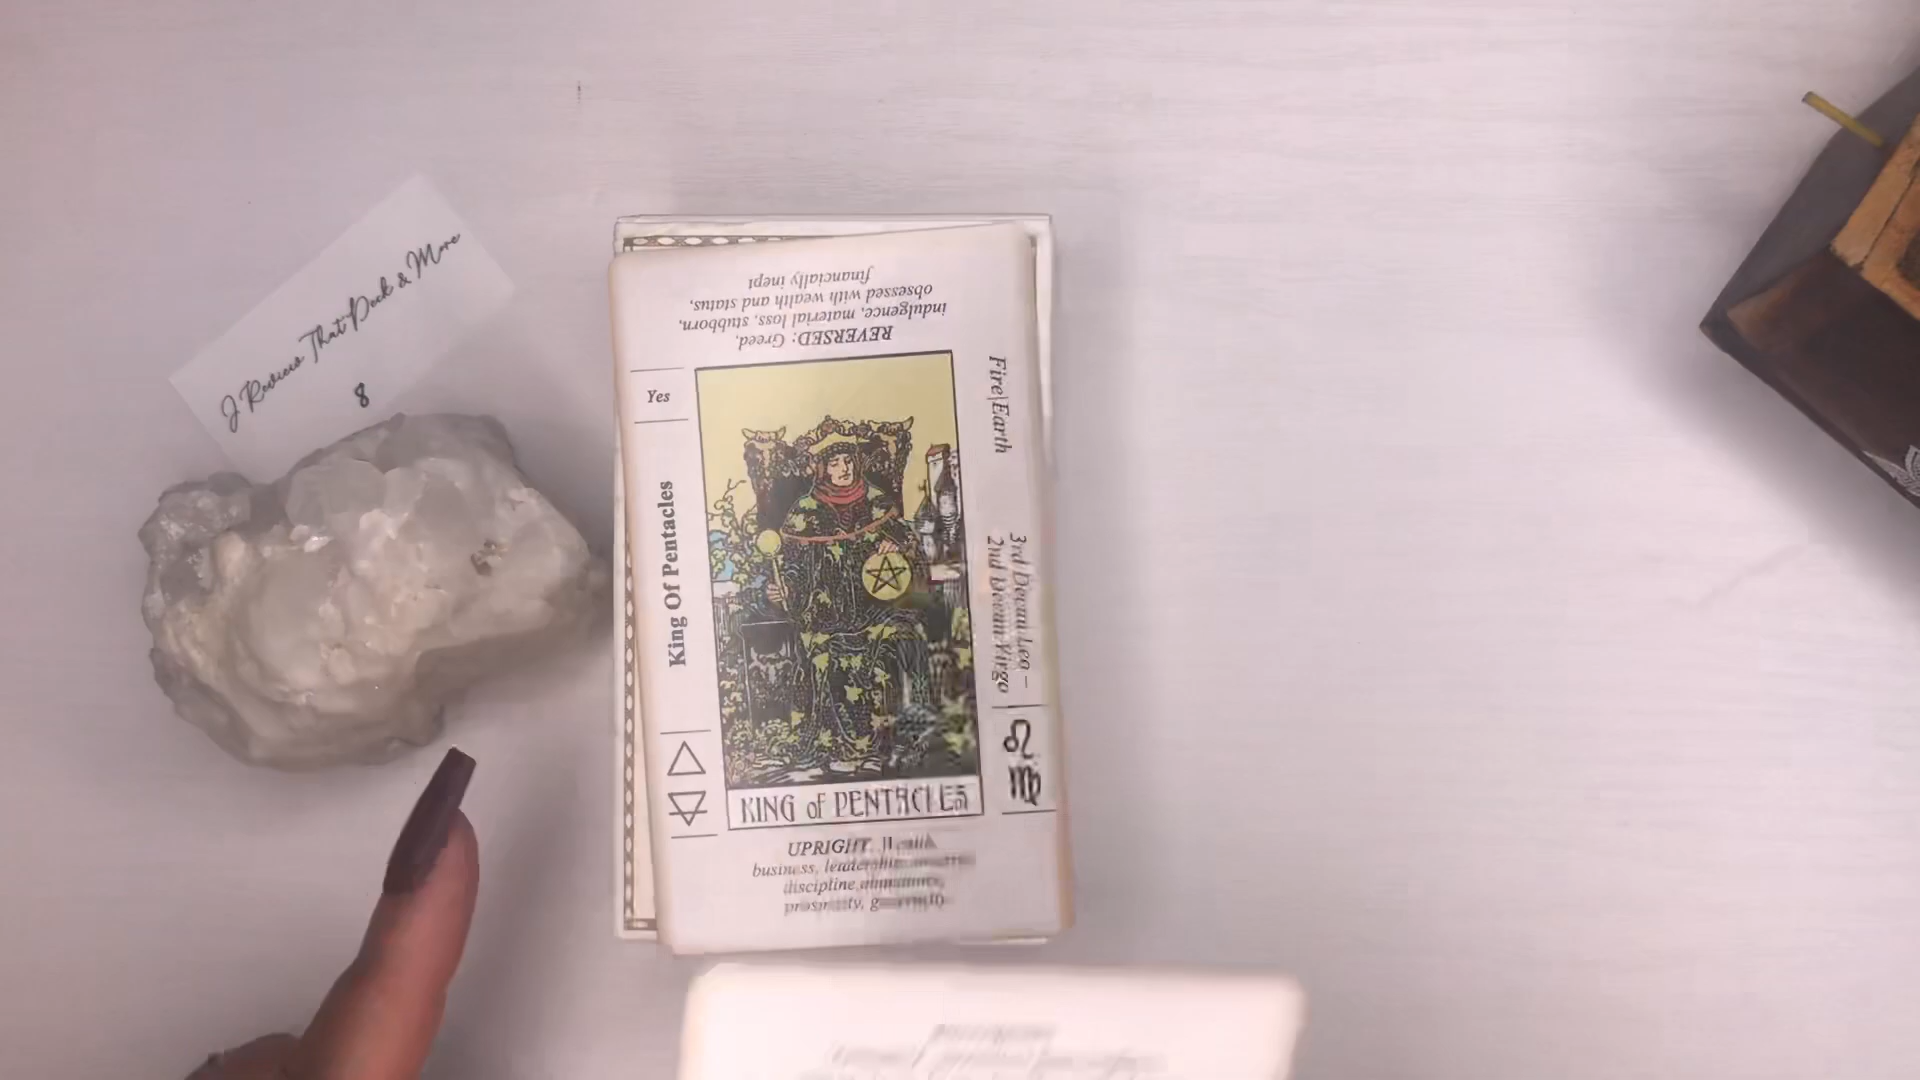 J Reviews That Deck & More
8
REVERSED: Greed,
indulgence, material loss, stubborn,
obsessed with wealth and status,
financially inept
Yes
King Of Pentacles
Fire|Earth
3rd Decan Leo –
2nd Decan Virgo
KING of PENTACLES
UPRIGHT
business, leadership
discipline